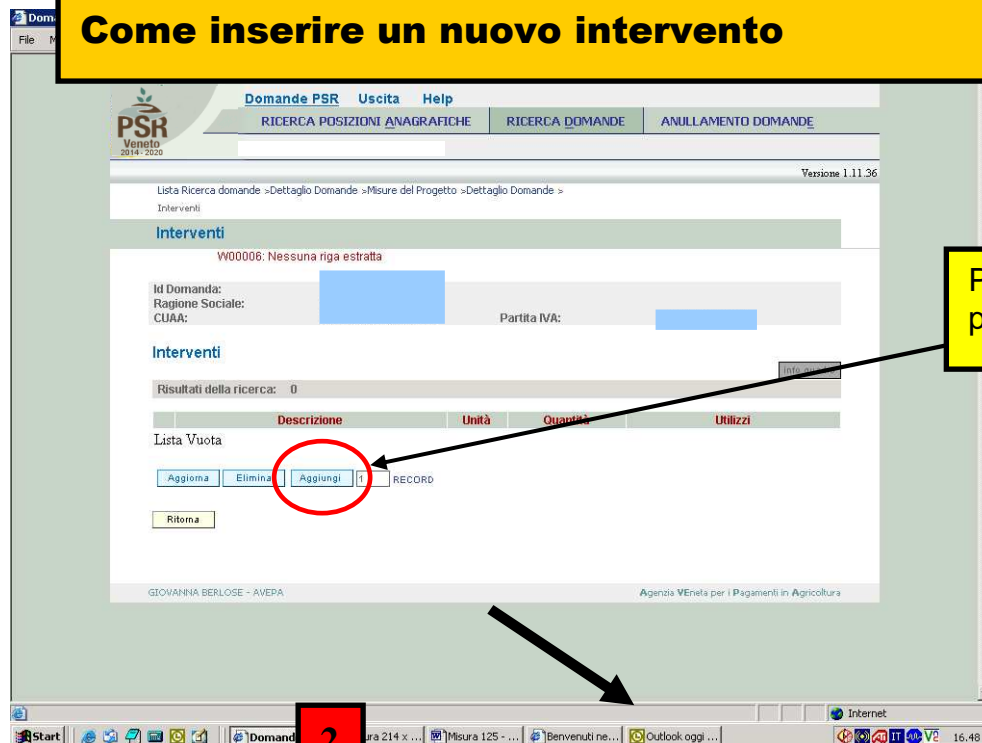 Come inserire un nuovo intervento
File
PSR
Veneto
2014 - 2020
Domande PSR Uscita Help
RICERCA POSIZIONI ANAGRAFICHE RICERCA DOMANDE ANULLAMENTO DOMANDE
Versione 1.11.36
Lista Ricerca domande >Dettaglio Domande >Misure del Progetto >Dettaglio Domande >
Interventi
Interventi
W00006: Nessuna riga estratta
Id Domanda:
Ragione Sociale:
CUAA: Partita IVA:
Interventi
Risultati della ricerca: 0
Descrizione Unità Quantità Utilizzi
Lista Vuota
Aggiorna Elimina Aggiungi 1 RECORD
Ritorna
GIOVANNA BERLOSE - AVEPA Agenzia VEneta per i Pagamenti in Agricoltura
Internet
Start Domand 2 ura 214 x ... Misura 125 - ... Benvenuti ne... Outlook oggi ... IT 16.48